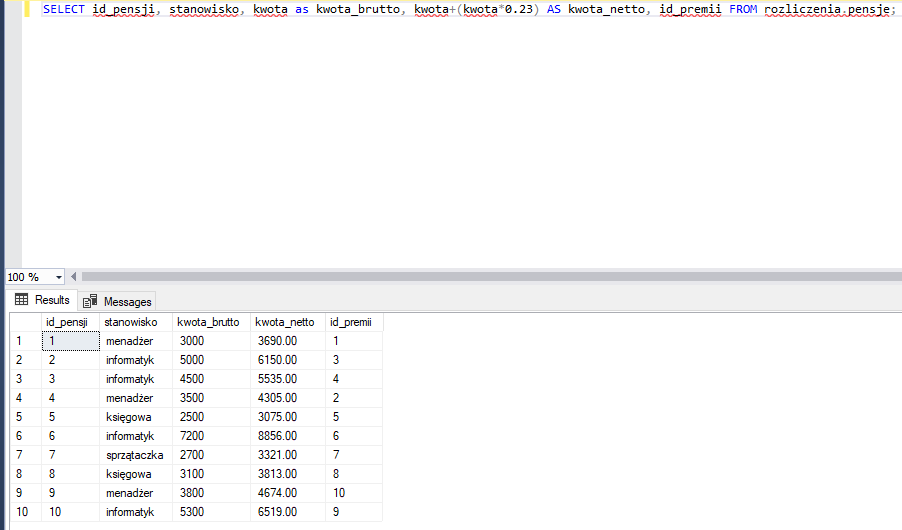 SELECT id_pensji, stanowisko, kwota as kwota_brutto, kwota+(kwota*0.23) AS kwota_netto, id_premii FROM rozliczenia.pensje;
100 %
Results Messages
id_pensji stanowisko kwota_brutto kwota_netto id_premii
1 1 menadżer 3000 3690.00 1
2 2 informatyk 5000 6150.00 3
3 3 informatyk 4500 5535.00 4
4 4 menadżer 3500 4305.00 2
5 5 księgowa 2500 3075.00 5
6 6 informatyk 7200 8856.00 6
7 7 sprzątaczka 2700 3321.00 7
8 8 księgowa 3100 3813.00 8
9 9 menadżer 3800 4674.00 10
10 10 informatyk 5300 6519.00 9